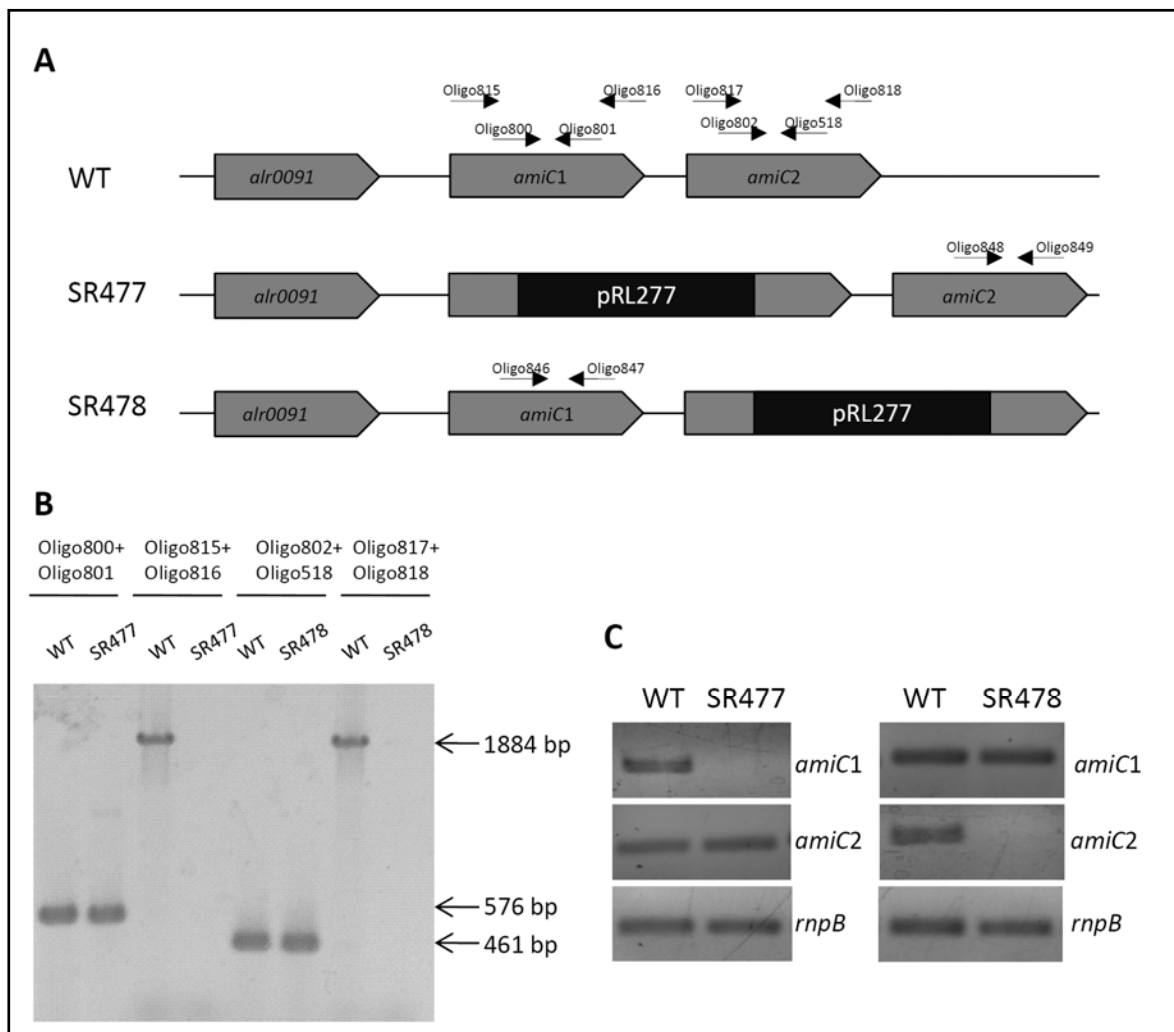 A
Oligo815 Oligo816 Oligo817 Oligo818
Oligo800 Oligo801 Oligo802 Oligo518
WT alr0091 amiC1 amiC2
Oligo848 Oligo849
SR477 alr0091 pRL277 amiC2
Oligo846 Oligo847
SR478 alr0091 amiC1 pRL277
B
Oligo800+ Oligo815+ Oligo802+ Oligo817+
Oligo801 Oligo816 Oligo518 Oligo818
WT SR477 WT SR477 WT SR478 WT SR478
1884 bp
576 bp
461 bp
C
WT SR477 WT SR478
amiC1 amiC1
amiC2 amiC2
rnpB rnpB